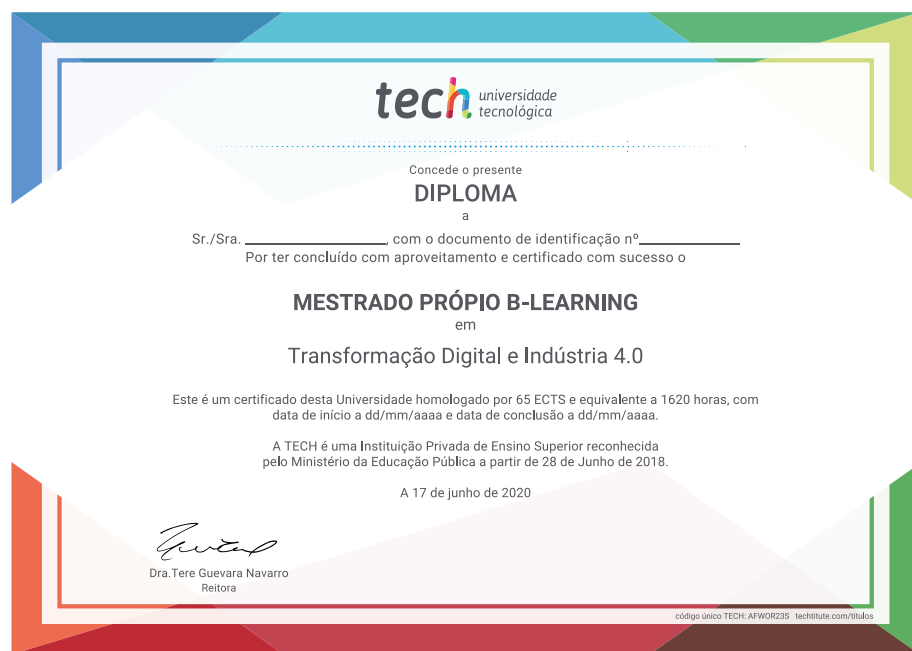 tech universidade
tecnológica
Concede o presente
DIPLOMA
a
Sr./Sra. ____________, com o documento de identificação nº____________
Por ter concluído com aproveitamento e certificado com sucesso o
MESTRADO PRÓPIO B-LEARNING
em
Transformação Digital e Indústria 4.0
Este é um certificado desta Universidade homologado por 65 ECTS e equivalente a 1620 horas, com
data de início a dd/mm/aaaa e data de conclusão a dd/mm/aaaa.
A TECH é uma Instituição Privada de Ensino Superior reconhecida
pelo Ministério da Educação Pública a partir de 28 de Junho de 2018.
A 17 de junho de 2020
Dra.Tere Guevara Navarro
Reitora
código único TECH: AFWOR23S techtitute.com/titulos